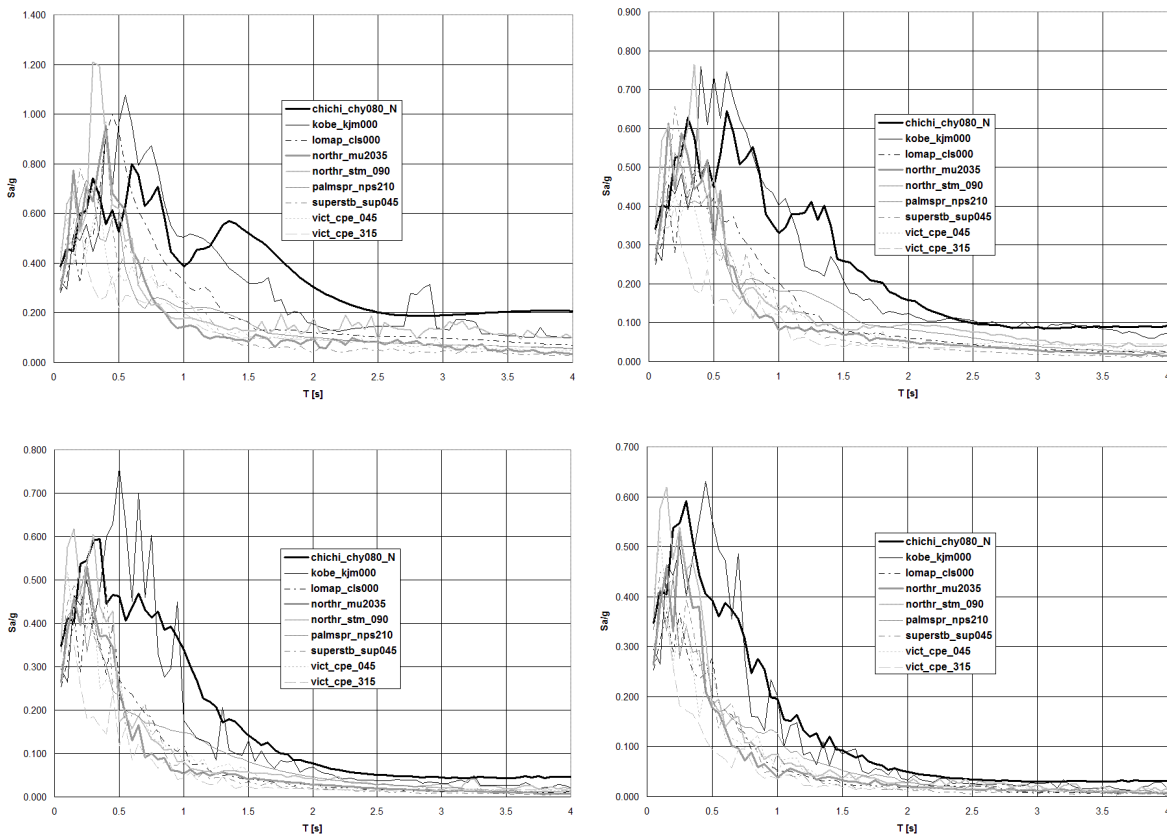 1.400
1.200
1.000
0.800
0.600
0.400
0.200
0.000
Sa/g
0 0.5 1 1.5 2 2.5 3 3.5 4
T [s]
chichi_chy080_N
kobe_kjm000
lomap_cls000
northr_mu2035
northr_stm_090
palmspr_nps210
superstb_sup045
vict_cpe_045
vict_cpe_315
0.900
0.800
0.700
0.600
0.500
0.400
0.300
0.200
0.100
0.000
Sa/g
0 0.5 1 1.5 2 2.5 3 3.5 4
T [s]
chichi_chy080_N
kobe_kjm000
lomap_cls000
northr_mu2035
northr_stm_090
palmspr_nps210
superstb_sup045
vict_cpe_045
vict_cpe_315
0.800
0.700
0.600
0.500
0.400
0.300
0.200
0.100
0.000
Sa/g
0 0.5 1 1.5 2 2.5 3 3.5 4
T [s]
chichi_chy080_N
kobe_kjm000
lomap_cls000
northr_mu2035
northr_stm_090
palmspr_nps210
superstb_sup045
vict_cpe_045
vict_cpe_315
0.700
0.600
0.500
0.400
0.300
0.200
0.100
0.000
Sa/g
0 0.5 1 1.5 2 2.5 3 3.5 4
T [s]
chichi_chy080_N
kobe_kjm000
lomap_cls000
northr_mu2035
northr_stm_090
palmspr_nps210
superstb_sup045
vict_cpe_045
vict_cpe_315